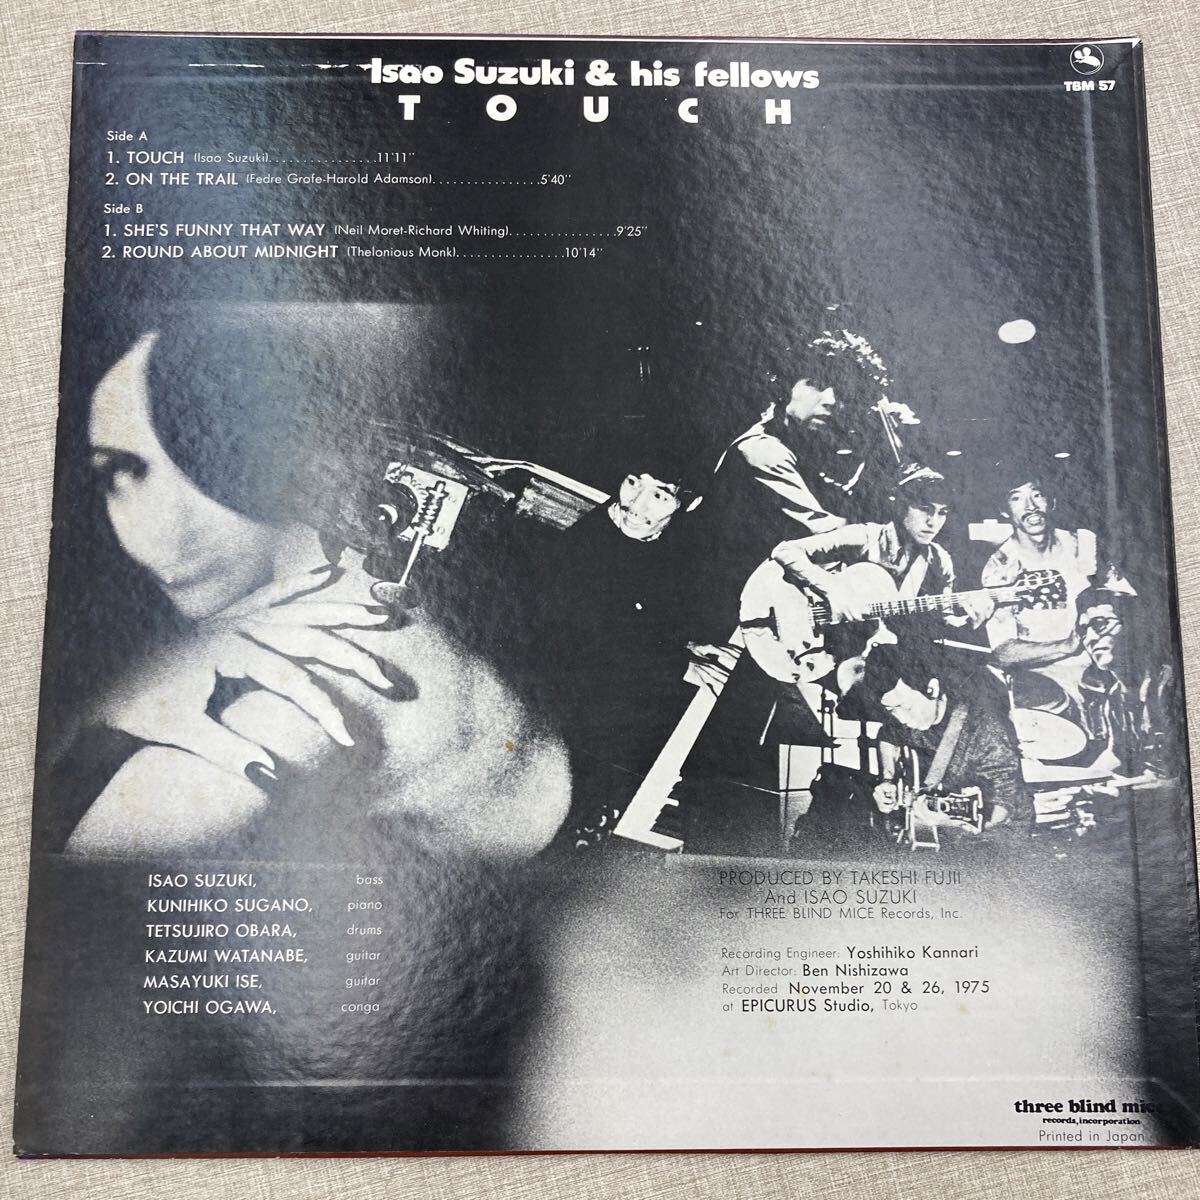 Isao Suzuki & his fellows
TOUCH
TBM 57
Side A
1. TOUCH (Isao Suzuki)................11'11''
2. ON THE TRAIL (Fedre Grofe-Harold Adamson)................5'40''
Side B
1. SHE'S FUNNY THAT WAY (Neil Moret-Richard Whiting)................9'25''
2. ROUND ABOUT MIDNIGHT (Thelonious Monk)................10'14''
ISAO SUZUKI, bass
KUNIHIKO SUGANO, piano
TETSUJIRO OBARA, drums
KAZUMI WATANABE, guitar
MASAYUKI ISE, guitar
YOICHI OGAWA, conga
PRODUCED BY TAKESHI FUJII
And ISAO SUZUKI
For THREE BLIND MICE Records, Inc.
Recording Engineer: Yoshihiko Kannari
Art Director: Ben Nishizawa
Recorded November 20 & 26, 1975
at EPICURUS Studio, Tokyo
three blind mice
records, incorporation
Printed in Japan